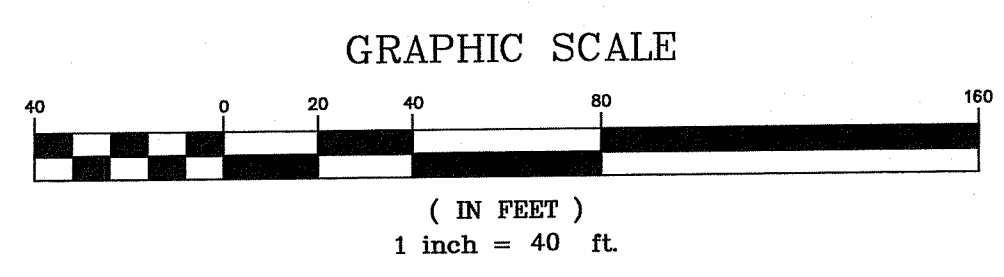 GRAPHIC SCALE
40 0 20 40 80 160
( IN FEET )
1 inch = 40 ft.